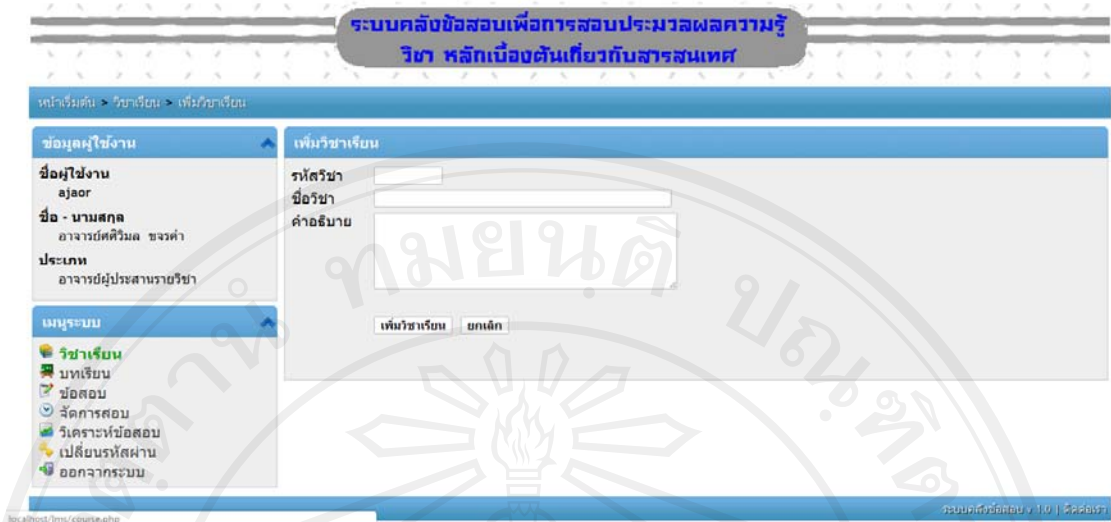 ระบบคลังข้อสอบเพื่อการสอบประมวลผลความรู้
วิชา หลักเบื้องต้นเกี่ยวกับสารสนเทศ
หน้าเริ่มต้น > วิชาเรียน > เพิ่มวิชาเรียน
ข้อมูลผู้ใช้งาน
ชื่อผู้ใช้งาน
ajaor
ชื่อ - นามสกุล
อาจารย์ศศิวิมล ขจรคำ
ประเภท
อาจารย์ผู้ประสานรายวิชา
เมนูระบบ
วิชาเรียน
บทเรียน
ข้อสอบ
จัดการสอบ
วิเคราะห์ข้อสอบ
เปลี่ยนรหัสผ่าน
ออกจากระบบ
เพิ่มวิชาเรียน
รหัสวิชา
ชื่อวิชา
คำอธิบาย
เพิ่มวิชาเรียน ยกเลิก
ระบบคลังข้อสอบ v 1.0 | ติดต่อเรา
localhost/lms/course.php